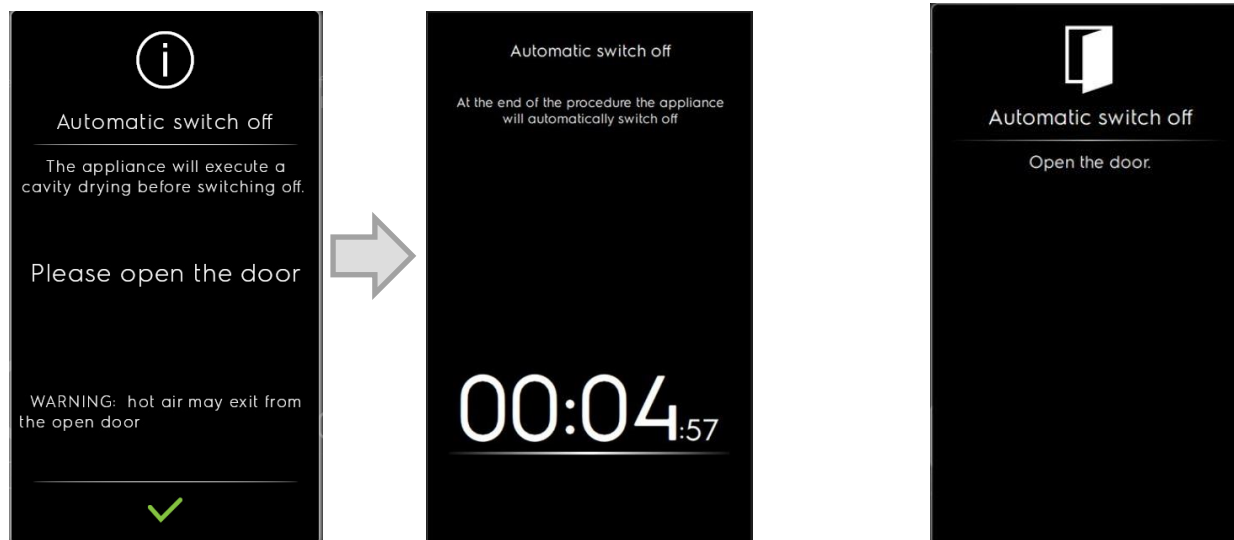 i
Automatic switch off
The appliance will execute a
cavity drying before switching off.
Please open the door
WARNING: hot air may exit from
the open door
Automatic switch off
At the end of the procedure the appliance
will automatically switch off
00:04:57
Automatic switch off
Open the door.